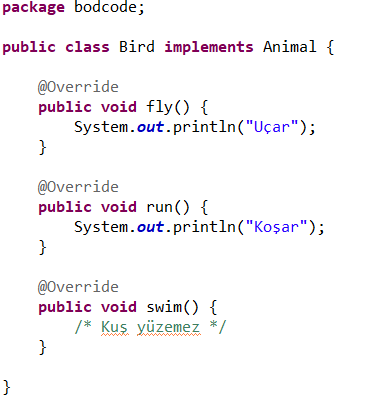 package bodcode;
public class Bird implements Animal {
@Override
public void fly() {
System.out.println("Uçar");
}
@Override
public void run() {
System.out.println("Koşar");
}
@Override
public void swim() {
/* Kuş yüzemez */
}
}